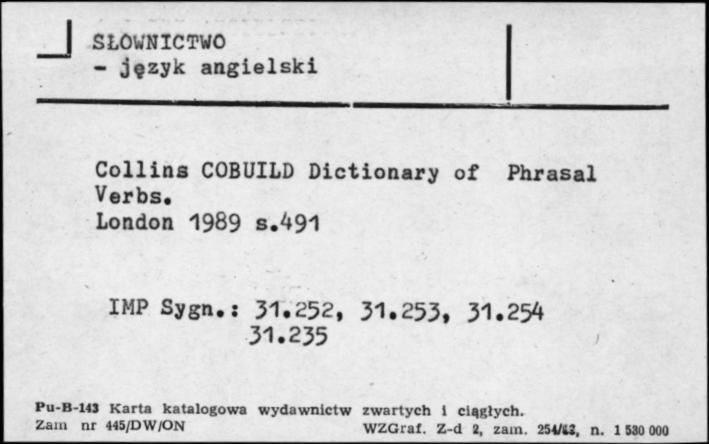 SŁOWNICTWO
- język angielski
Collins COBUILD Dictionary of Phrasal
Verbs.
London 1989 s.491
IMP Sygn.: 31.252, 31.253, 31.254
31.235
Pu-B-143 Karta katalogowa wydawnictw zwartych i ciągłych.
Zam nr 445/DW/ON WZGraf. Z-d 2, zam. 254/83, n. 1 530 000